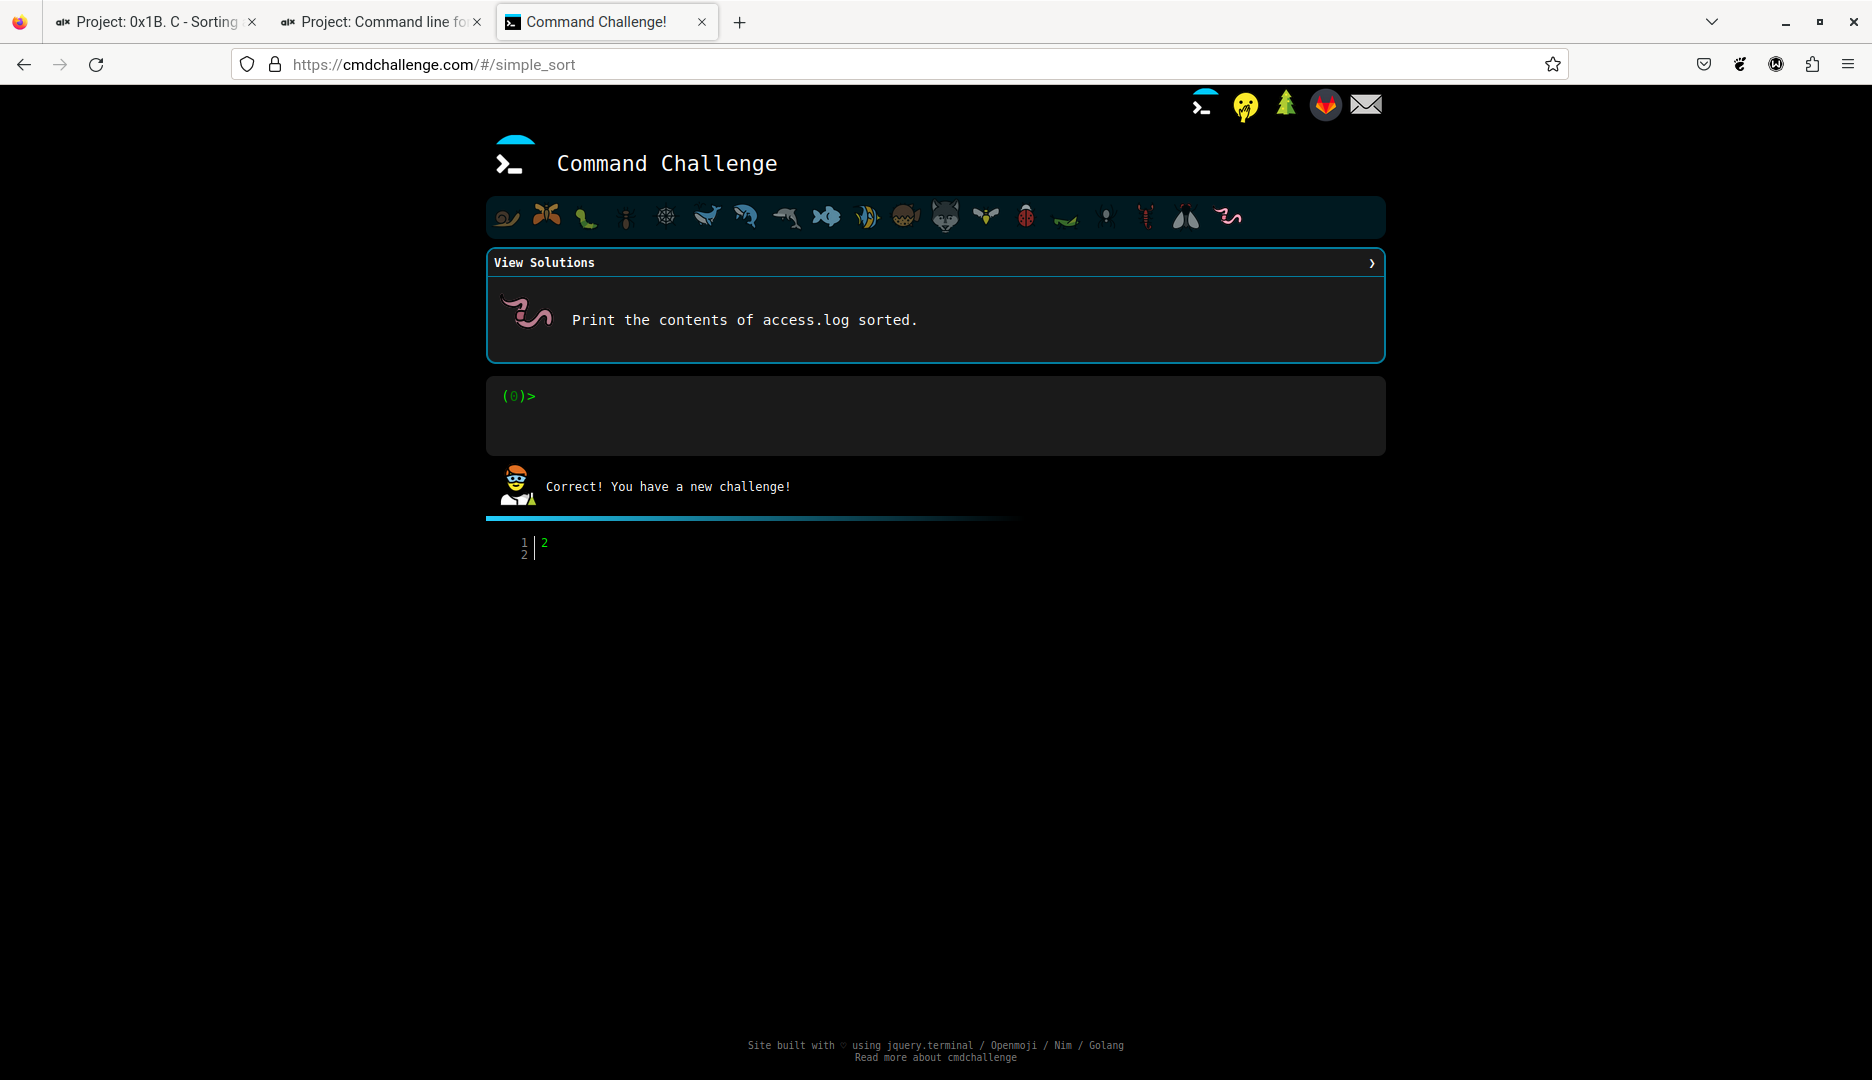 Project: 0x1B. C - Sorting
Project: Command line fo
Command Challenge!
https://cmdchallenge.com/#/simple_sort
Command Challenge
View Solutions
Print the contents of access.log sorted.
(0)>
Correct! You have a new challenge!
1 2
2
Site built with ♡ using jquery.terminal / Openmoji / Nim / Golang
Read more about cmdchallenge